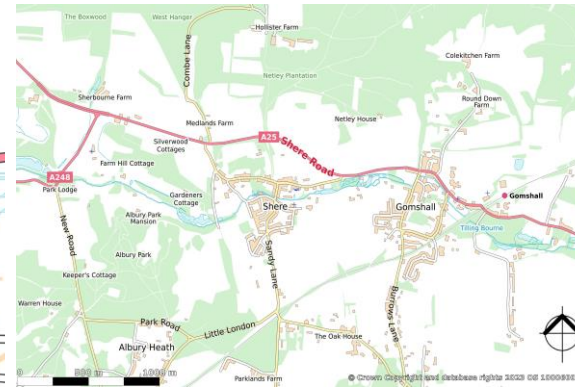 The Boxwood
West Hanger
Hollister Farm
Combe Lane
Colekitchen Farm
Netley Plantation
Sherbourne Farm
Round Down
Farm
Medlands Farm
Netley House
Silverwood
Cottages
A25
Shere Road
Farm Hill Cottage
A248
Park Lodge
Gardeners
Cottage
Shere
Gomshall
Gomshall
Albury Park
Mansion
New Road
Tilling Bourne
Albury Park
Sandy Lane
Keeper's Cottage
Burrows Lane
Warren House
Park Road
Little London
Albury Heath
The Oak House
0
500 m
1000 m
Parklands Farm
© Crown Copyright and database rights 2023 OS